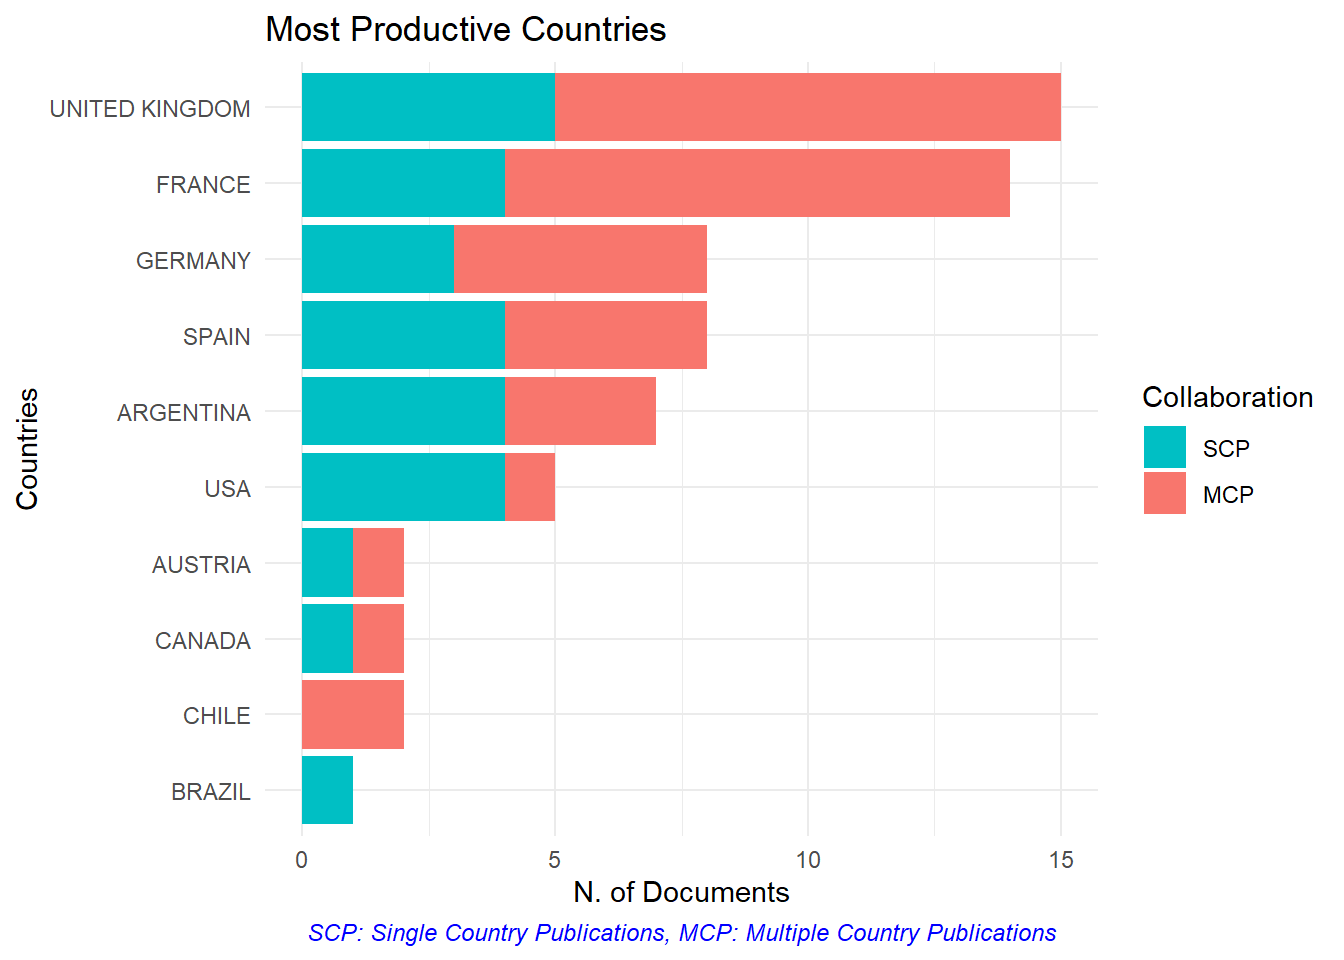 Most Productive Countries
UNITED KINGDOM
FRANCE
GERMANY
SPAIN
ARGENTINA
USA
AUSTRIA
CANADA
CHILE
BRAZIL
Countries
0 5 10 15
N. of Documents
SCP: Single Country Publications, MCP: Multiple Country Publications
Collaboration
SCP
MCP